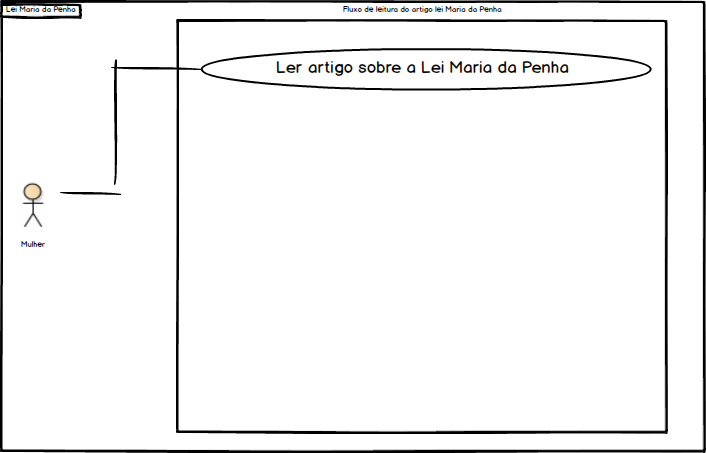 Lei Maria da Penha
Fluxo de leitura do artigo lei Maria da Penha
Ler artigo sobre a Lei Maria da Penha
Mulher